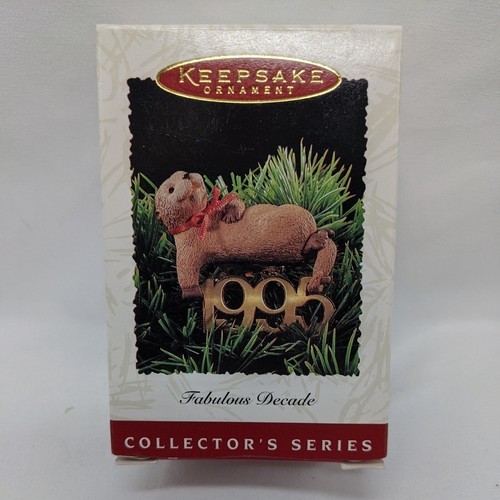 KEEPSAKE
ORNAMENT
1995
Fabulous Decade
COLLECTOR'S SERIES